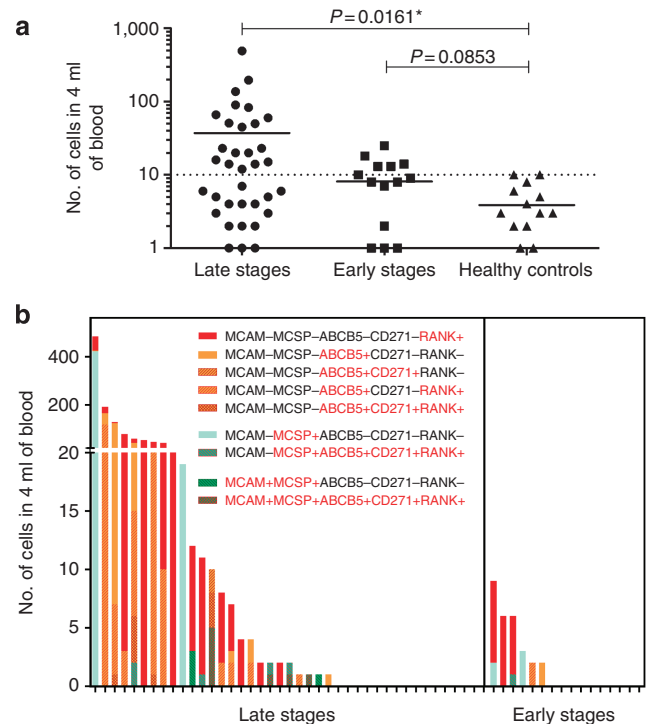 a
P = 0.0161*
P = 0.0853
No. of cells in 4 ml
of blood
1,000
100
10
1
Late stages
Early stages
Healthy controls
b
No. of cells in 4 ml of blood
400
200
20
15
10
5
0
MCAM–MCSP–ABCB5–CD271–RANK+
MCAM–MCSP–ABCB5+CD271–RANK–
MCAM–MCSP–ABCB5+CD271+RANK–
MCAM–MCSP–ABCB5+CD271–RANK+
MCAM–MCSP–ABCB5+CD271+RANK+
MCAM–MCSP+ABCB5–CD271–RANK–
MCAM–MCSP+ABCB5+CD271+RANK+
MCAM+MCSP+ABCB5–CD271–RANK–
MCAM+MCSP+ABCB5+CD271+RANK+
Late stages
Early stages